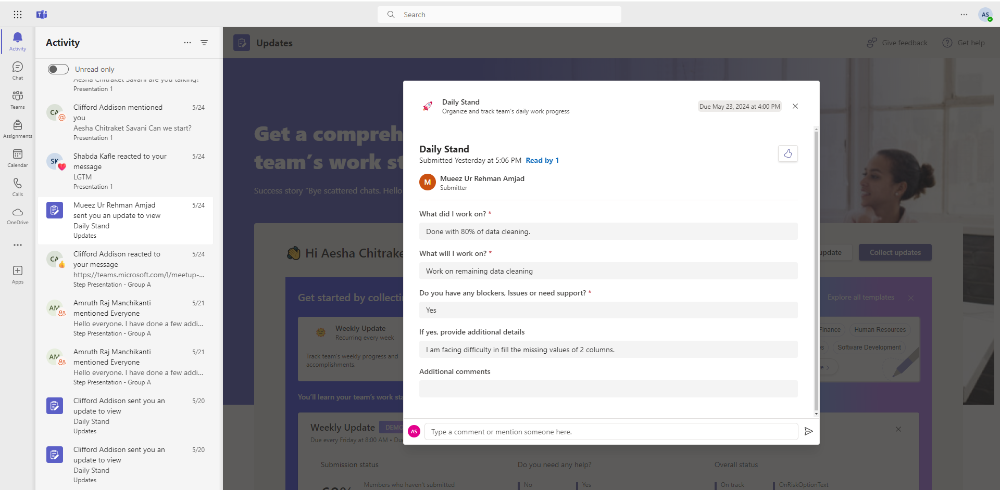 Search
...
AS
Activity
Chat
Teams
Assignments
Calendar
Calls
OneDrive
...
Apps
Activity
...
Unread only
Aesha Chitraket Savani are you talking?
Presentation 1
CA
Clifford Addison mentioned 5/24
you
Aesha Chitraket Savani Can we start?
Presentation 1
SK
Shabda Kafle reacted to your 5/24
message
LGTM
Presentation 1
Mueez Ur Rehman Amjad 5/24
sent you an update to view
Daily Stand
Updates
CA
Clifford Addison reacted to 5/24
your message
https://teams.microsoft.com/l/meetup-...
Step Presentation - Group A
AM
Amruth Raj Manchikanti 5/21
mentioned Everyone
Hello everyone. I have done a few addi...
Step Presentation - Group A
AM
Amruth Raj Manchikanti 5/21
mentioned Everyone
Hello everyone. I have done a few addi...
Step Presentation - Group A
Clifford Addison sent you an 5/20
update to view
Daily Stand
Updates
Clifford Addison sent you an 5/20
update to view
Daily Stand
Updates
Updates
Give feedback
Get help
Get a compreh
team's work st
Success story "Bye scattered chats. Hello
Hi Aesha Chitrake
update
Collect updates
Get started by collecti
Explore all templates
Weekly Update
Recurring every week
Track team's weekly progress and
accomplishments.
Finance
Human Resources
Software Development
You'll learn your team's work sta
Weekly Update DEMO
Due every Friday at 8:00 AM • Du
Submission status
Members who haven't submitted
Do you need any help?
No
Yes
Overall status
On track
OnRiskOptionText
Daily Stand
Organize and track team's daily work progress
Due May 23, 2024 at 4:00 PM
Daily Stand
Submitted Yesterday at 5:06 PM Read by 1
M
Mueez Ur Rehman Amjad
Submitter
What did I work on? *
Done with 80% of data cleaning.
What will I work on? *
Work on remaining data cleaning
Do you have any blockers, Issues or need support? *
Yes
If yes, provide additional details
I am facing difficulty in fill the missing values of 2 columns.
Additional comments
AS
Type a comment or mention someone here.